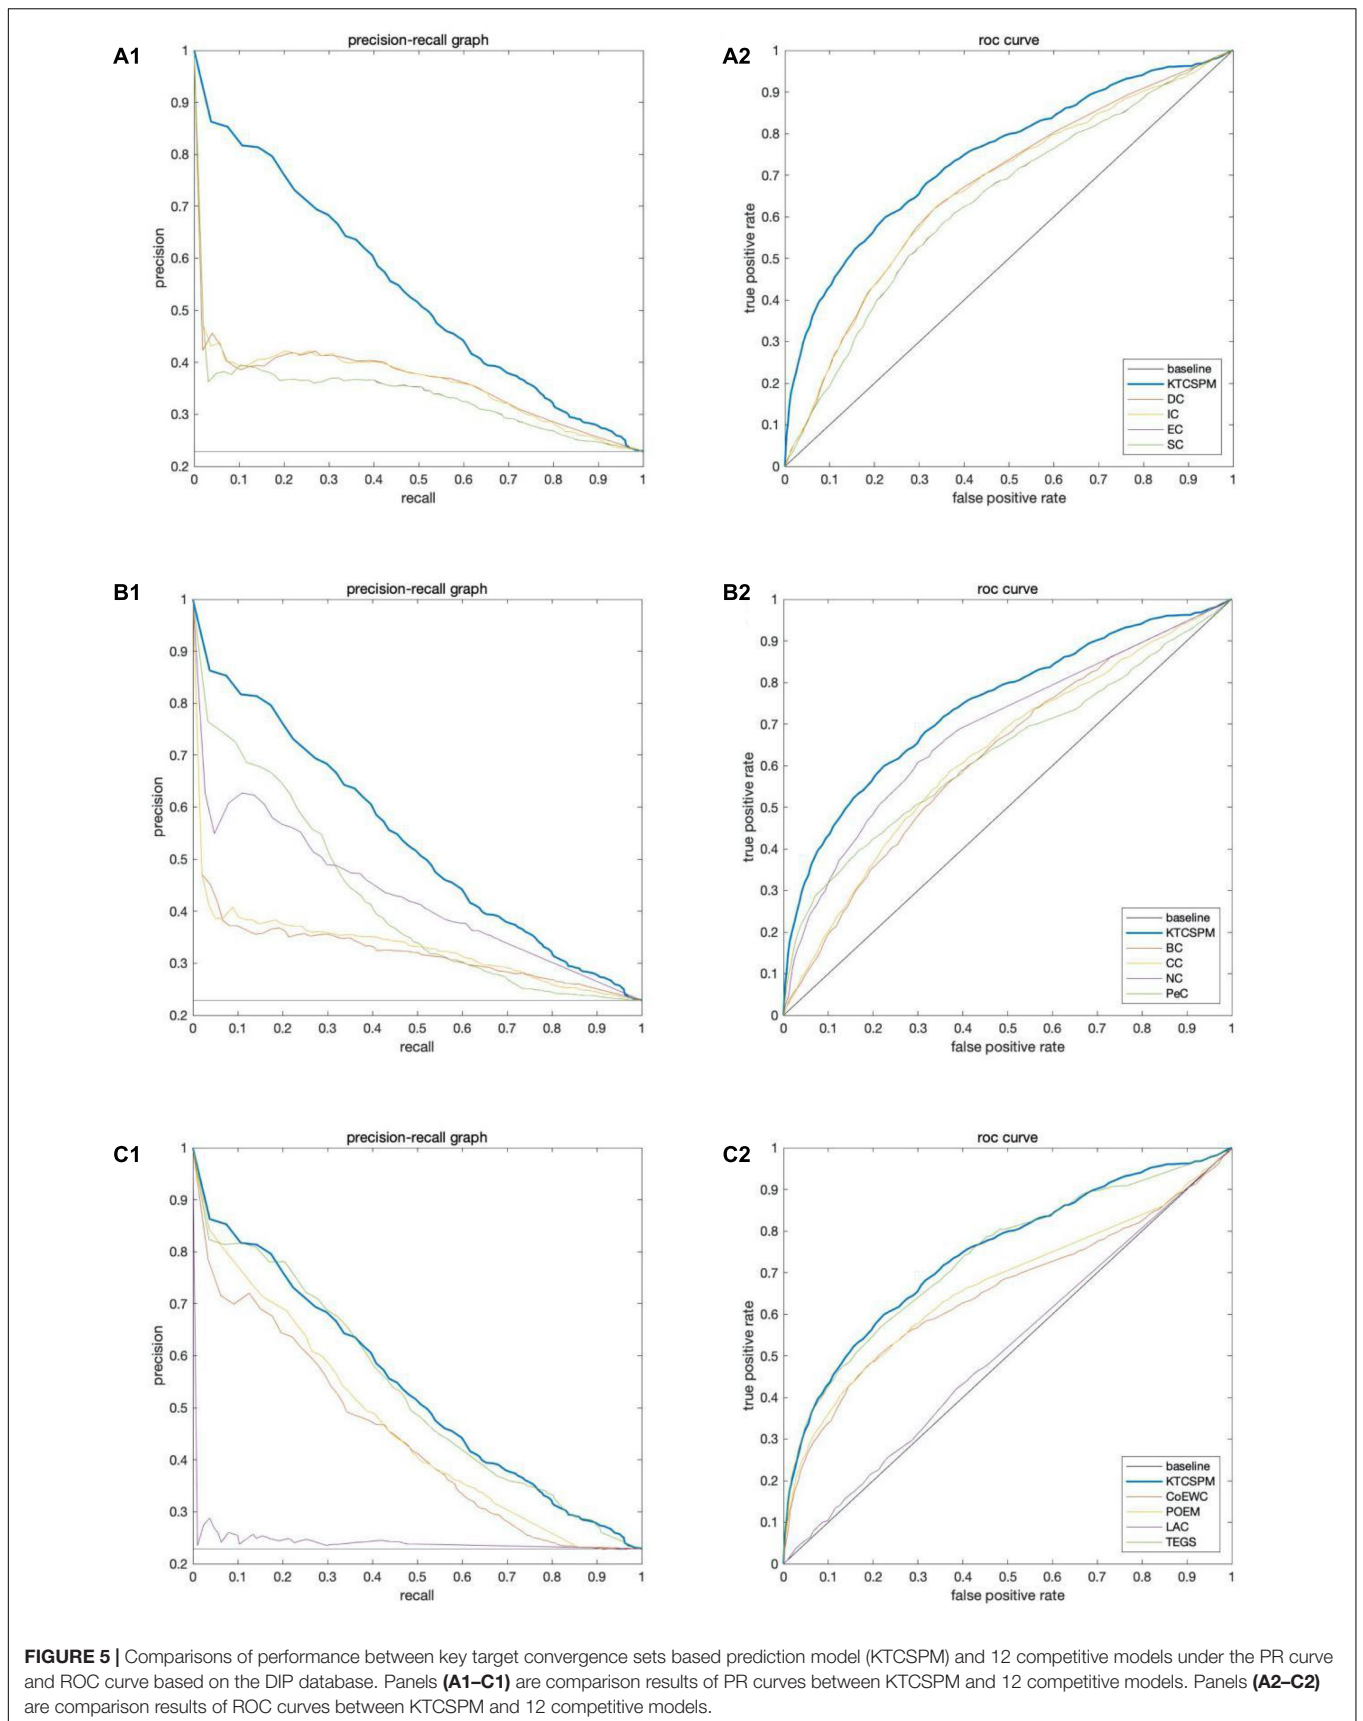 A1
precision-recall graph
1
0.9
0.8
0.7
0.6
0.5
0.4
0.3
0.2
precision
0 0.1 0.2 0.3 0.4 0.5 0.6 0.7 0.8 0.9 1
recall
A2
roc curve
1
0.9
0.8
0.7
0.6
0.5
0.4
0.3
0.2
0.1
0
true positive rate
baseline
KTCSPM
DC
IC
EC
SC
0 0.1 0.2 0.3 0.4 0.5 0.6 0.7 0.8 0.9 1
false positive rate
B1
precision-recall graph
1
0.9
0.8
0.7
0.6
0.5
0.4
0.3
0.2
precision
0 0.1 0.2 0.3 0.4 0.5 0.6 0.7 0.8 0.9 1
recall
B2
roc curve
1
0.9
0.8
0.7
0.6
0.5
0.4
0.3
0.2
0.1
0
true positive rate
baseline
KTCSPM
BC
CC
NC
PeC
0 0.1 0.2 0.3 0.4 0.5 0.6 0.7 0.8 0.9 1
false positive rate
C1
precision-recall graph
1
0.9
0.8
0.7
0.6
0.5
0.4
0.3
0.2
precision
0 0.1 0.2 0.3 0.4 0.5 0.6 0.7 0.8 0.9 1
recall
C2
roc curve
1
0.9
0.8
0.7
0.6
0.5
0.4
0.3
0.2
0.1
0
true positive rate
baseline
KTCSPM
CoEWC
POEM
LAC
TEGS
0 0.1 0.2 0.3 0.4 0.5 0.6 0.7 0.8 0.9 1
false positive rate
FIGURE 5 | Comparisons of performance between key target convergence sets based prediction model (KTCSPM) and 12 competitive models under the PR curve
and ROC curve based on the DIP database. Panels (A1–C1) are comparison results of PR curves between KTCSPM and 12 competitive models. Panels (A2–C2)
are comparison results of ROC curves between KTCSPM and 12 competitive models.